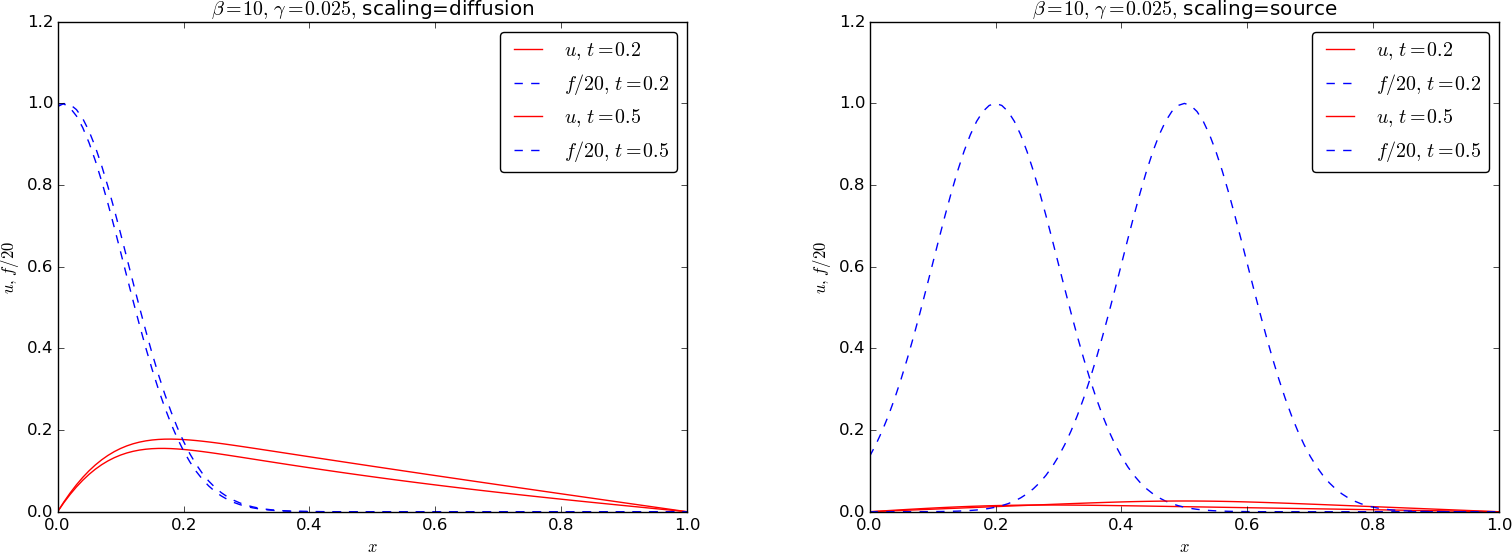 β=10, γ=0.025, scaling=diffusion
1.2
1.0
0.8
0.6
0.4
0.2
0.0
u, f/20
u, t=0.2
f/20, t=0.2
u, t=0.5
f/20, t=0.5
0.0 0.2 0.4 0.6 0.8 1.0
x
β=10, γ=0.025, scaling=source
1.2
1.0
0.8
0.6
0.4
0.2
0.0
u, f/20
u, t=0.2
f/20, t=0.2
u, t=0.5
f/20, t=0.5
0.0 0.2 0.4 0.6 0.8 1.0
x